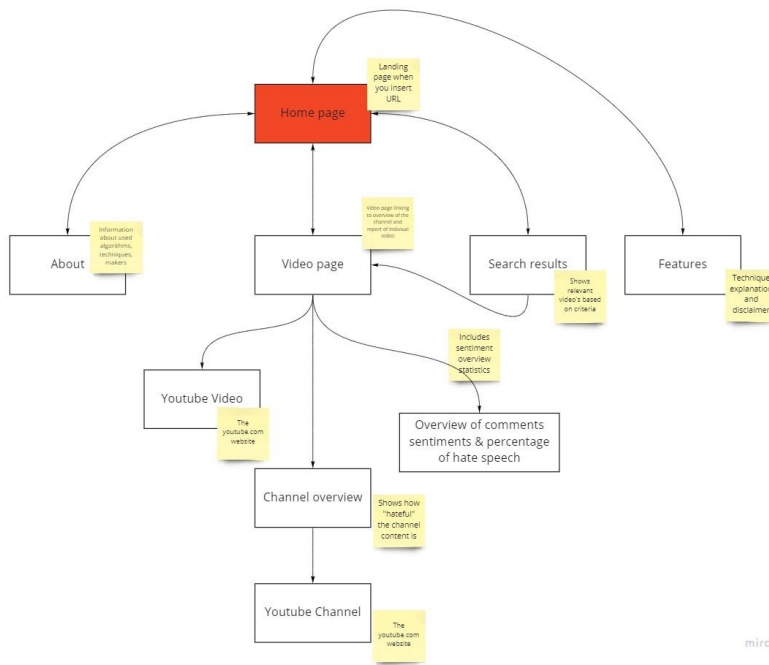 Landing
page when
you insert
URL
Home page
Information
about used
algorithms,
techniques,
makers
About
Video page linking
to overview of the
channel and
report of indiviual
video
Video page
Search results
Shows
relevant
video's based
on criteria
Features
Technique
explanation
and
disclaimer
Includes
sentiment
overview
statistics
Youtube Video
The
youtube.com
website
Overview of comments
sentiments & percentage
of hate speech
Channel overview
Shows how
"hateful"
the channel
content is
Youtube Channel
The
youtube.com
website
miro